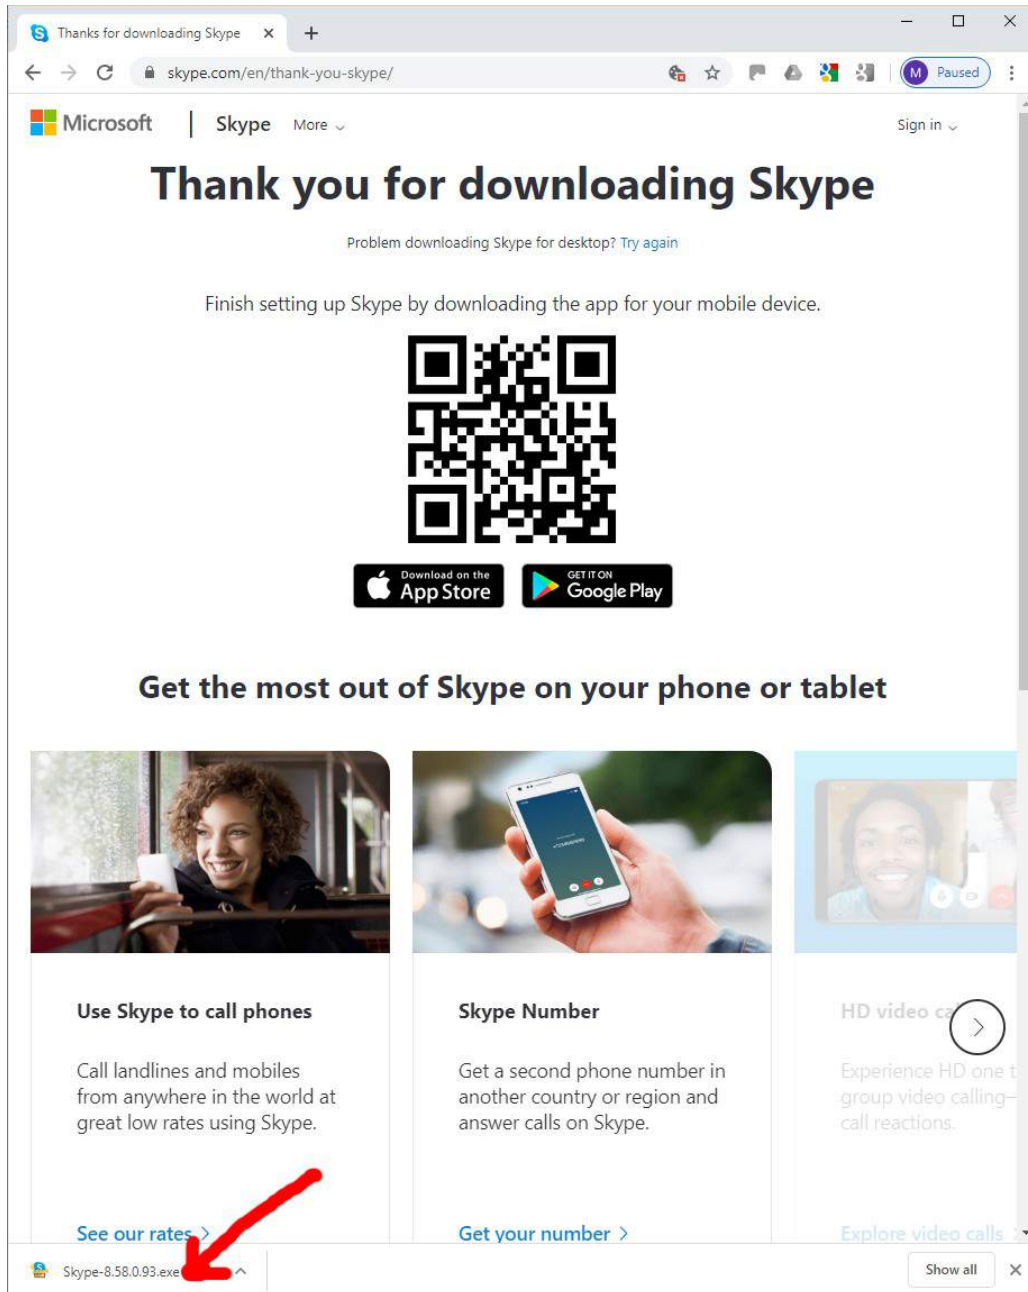 Thanks for downloading Skype
skype.com/en/thank-you-skype/
M Paused
Microsoft | Skype More
Sign in
Thank you for downloading Skype
Problem downloading Skype for desktop? Try again
Finish setting up Skype by downloading the app for your mobile device.
Download on the
App Store
GET IT ON
Google Play
Get the most out of Skype on your phone or tablet
Use Skype to call phones
Call landlines and mobiles
from anywhere in the world at
great low rates using Skype.
See our rates >
Skype Number
Get a second phone number in
another country or region and
answer calls on Skype.
Get your number >
HD video ca
Experience HD one t
group video calling—
call reactions.
Explore video calls
Skype-8.58.0.93.exe
Show all